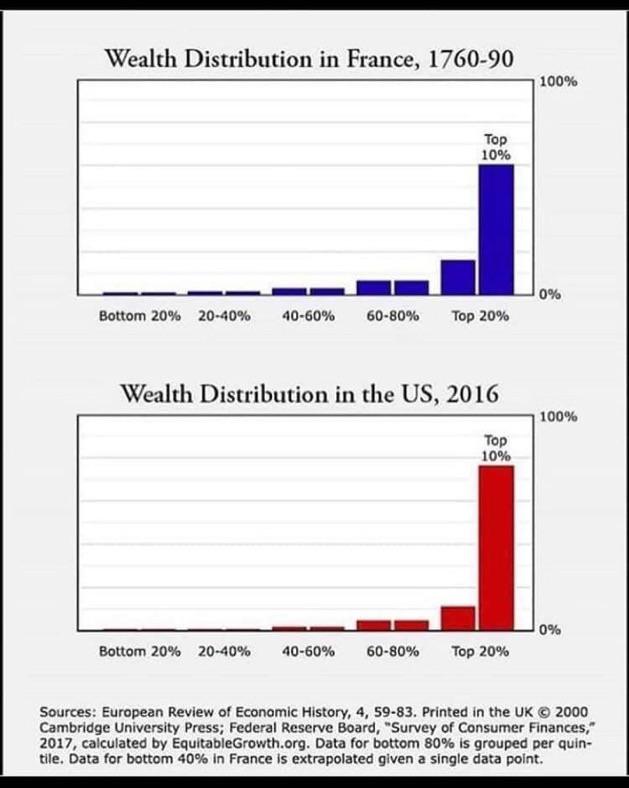 Wealth Distribution in France, 1760-90
100%
Top
10%
0%
Bottom 20% 20-40% 40-60% 60-80% Top 20%
Wealth Distribution in the US, 2016
100%
Top
10%
0%
Bottom 20% 20-40% 40-60% 60-80% Top 20%
Sources: European Review of Economic History, 4, 59-83. Printed in the UK © 2000
Cambridge University Press; Federal Reserve Board, "Survey of Consumer Finances,"
2017, calculated by EquitableGrowth.org. Data for bottom 80% is grouped per quin-
tile. Data for bottom 40% in France is extrapolated given a single data point.